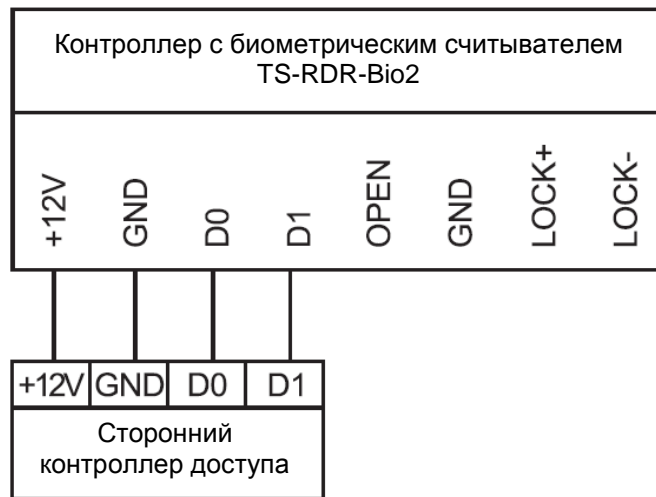 Контроллер с биометрическим считывателем
TS-RDR-Bio2
+12V
GND
D0
D1
OPEN
GND
LOCK+
LOCK-
+12V GND D0 D1
Сторонний
контроллер доступа